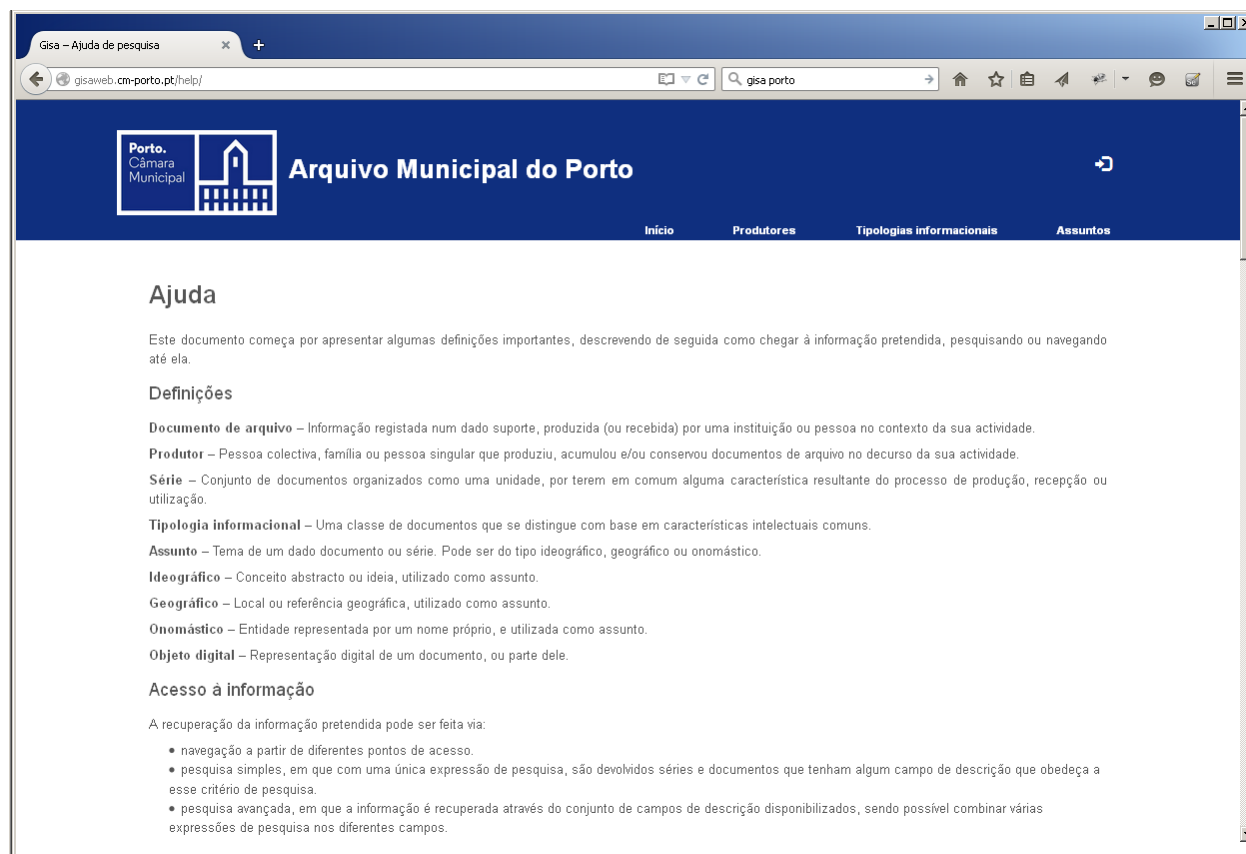 Gisa – Ajuda de pesquisa
gisaweb.cm-porto.pt/help/
gisa porto
Porto.
Câmara
Municipal
Arquivo Municipal do Porto
Início Produtores Tipologias informacionais Assuntos
Ajuda
Este documento começa por apresentar algumas definições importantes, descrevendo de seguida como chegar à informação pretendida, pesquisando ou navegando
até ela.
Definições
Documento de arquivo – Informação registada num dado suporte, produzida (ou recebida) por uma instituição ou pessoa no contexto da sua actividade.
Produtor – Pessoa colectiva, família ou pessoa singular que produziu, acumulou e/ou conservou documentos de arquivo no decurso da sua actividade.
Série – Conjunto de documentos organizados como uma unidade, por terem em comum alguma característica resultante do processo de produção, recepção ou
utilização.
Tipologia informacional – Uma classe de documentos que se distingue com base em características intelectuais comuns.
Assunto – Tema de um dado documento ou série. Pode ser do tipo ideográfico, geográfico ou onomástico.
Ideográfico – Conceito abstracto ou ideia, utilizado como assunto.
Geográfico – Local ou referência geográfica, utilizado como assunto.
Onomástico – Entidade representada por um nome próprio, e utilizada como assunto.
Objeto digital – Representação digital de um documento, ou parte dele.
Acesso à informação
A recuperação da informação pretendida pode ser feita via:
• navegação a partir de diferentes pontos de acesso.
• pesquisa simples, em que com uma única expressão de pesquisa, são devolvidos séries e documentos que tenham algum campo de descrição que obedeça a
esse critério de pesquisa.
• pesquisa avançada, em que a informação é recuperada através do conjunto de campos de descrição disponibilizados, sendo possível combinar várias
expressões de pesquisa nos diferentes campos.